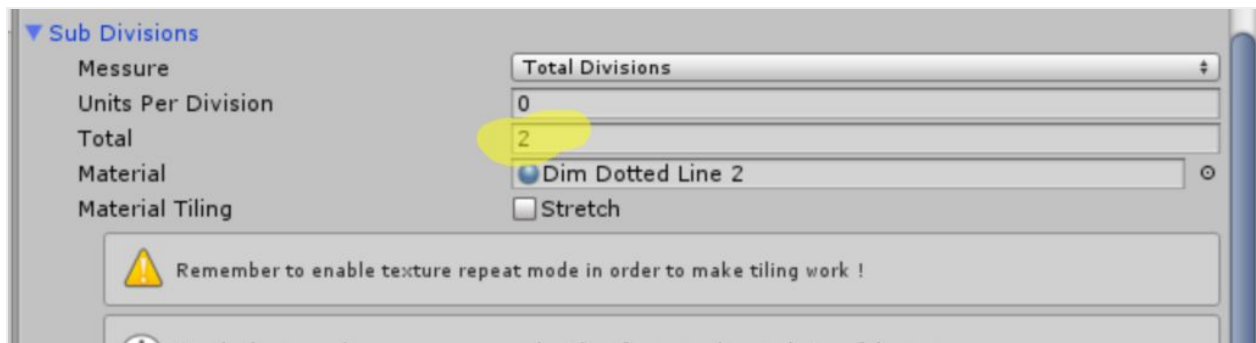 Sub Divisions
Messure
Total Divisions
Units Per Division
0
Total
2
Material
Dim Dotted Line 2
Material Tiling
Stretch
Remember to enable texture repeat mode in order to make tiling work !